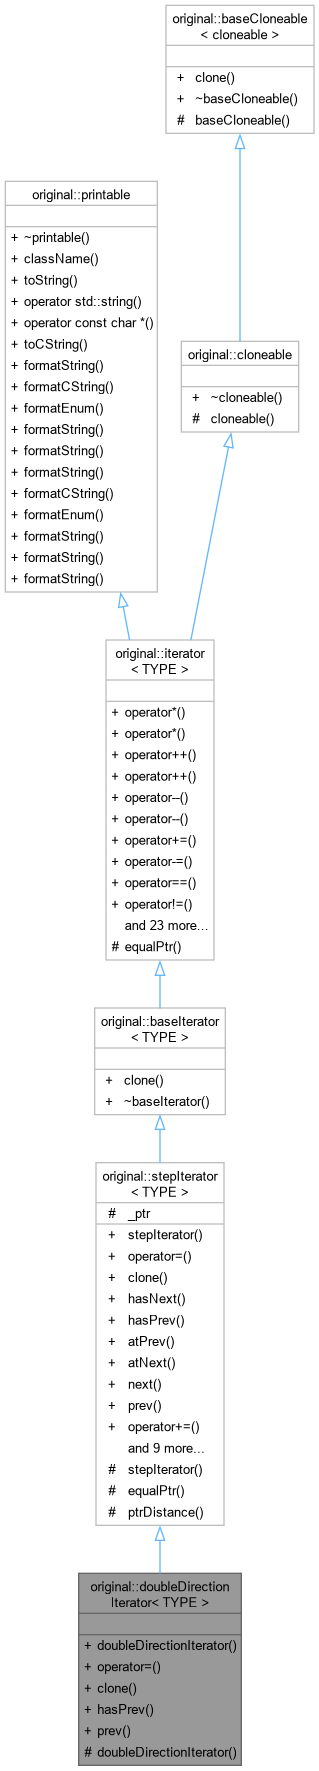 original::baseCloneable
< cloneable >
+ clone()
+ ~baseCloneable()
# baseCloneable()
original::printable
+ ~printable()
+ className()
+ toString()
+ operator std::string()
+ operator const char *()
+ toCString()
+ formatString()
+ formatCString()
+ formatEnum()
+ formatString()
+ formatString()
+ formatString()
+ formatCString()
+ formatEnum()
+ formatString()
+ formatString()
+ formatString()
original::cloneable
+ ~cloneable()
# cloneable()
original::iterator
< TYPE >
+ operator*()
+ operator*()
+ operator++()
+ operator++()
+ operator--()
+ operator--()
+ operator+=()
+ operator-=()
+ operator==()
+ operator!=()
and 23 more...
# equalPtr()
original::baseIterator
< TYPE >
+ clone()
+ ~baseIterator()
original::stepIterator
< TYPE >
# _ptr
+ stepIterator()
+ operator=()
+ clone()
+ hasNext()
+ hasPrev()
+ atPrev()
+ atNext()
+ next()
+ prev()
+ operator+=()
and 9 more...
# stepIterator()
# equalPtr()
# ptrDistance()
original::doubleDirection
Iterator< TYPE >
+ doubleDirectionIterator()
+ operator=()
+ clone()
+ hasPrev()
+ prev()
# doubleDirectionIterator()